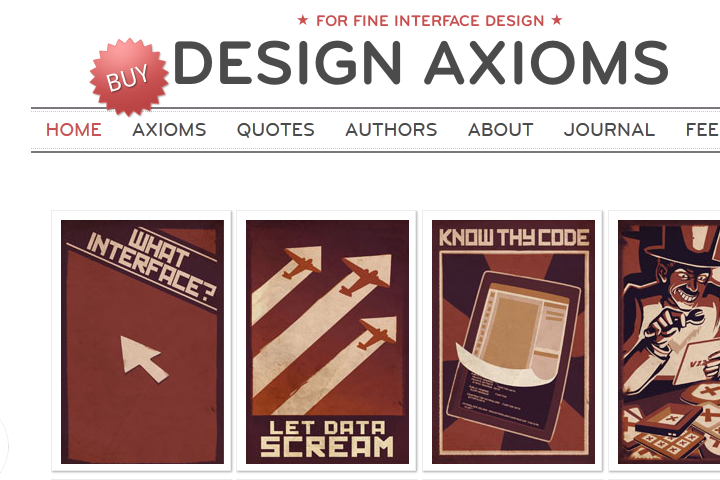 ★ FOR FINE INTERFACE DESIGN ★
DESIGN AXIOMS
BUY
HOME AXIOMS QUOTES AUTHORS ABOUT JOURNAL FEE
WHAT
INTERFACE?
LET DATA
SCREAM
KNOW THY CODE